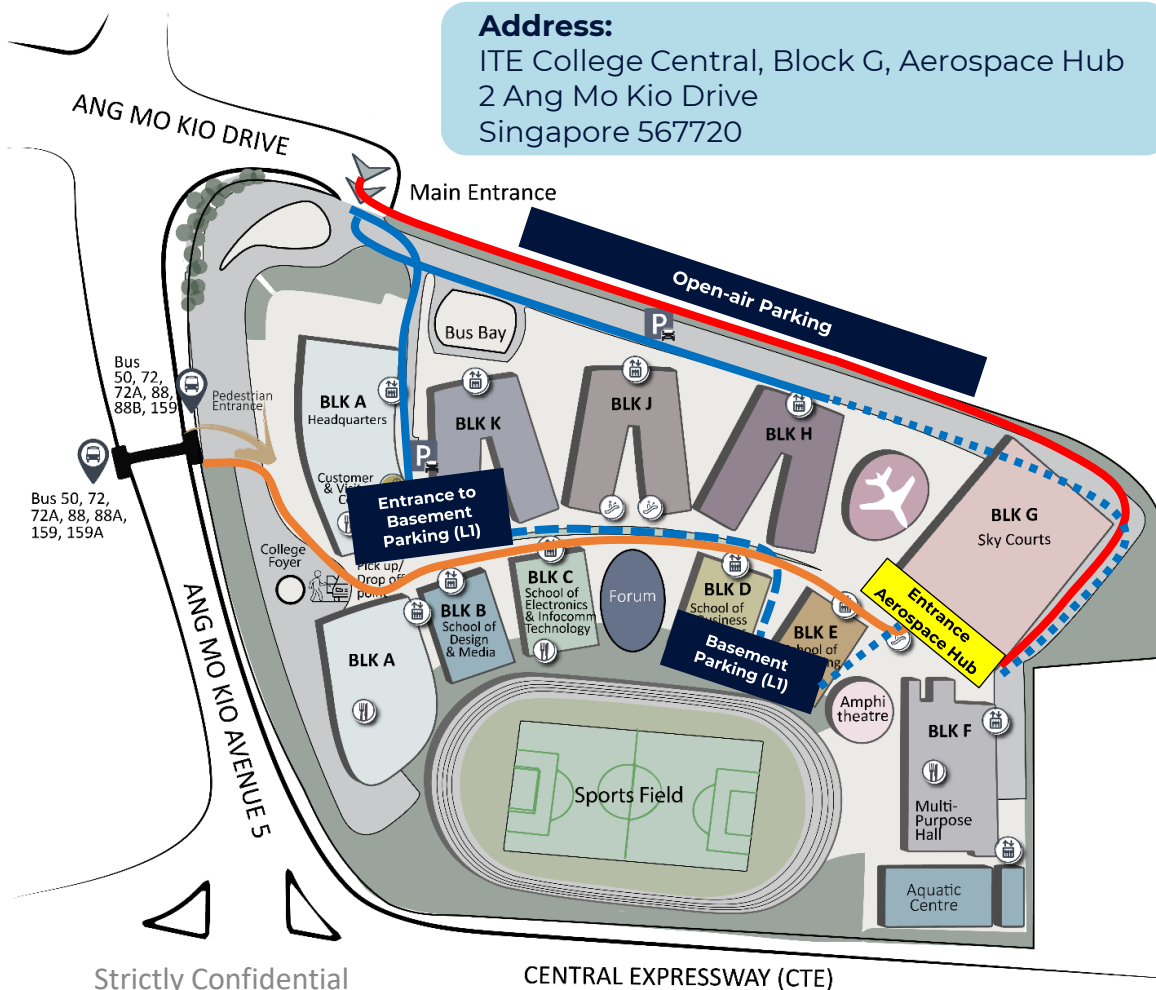 Address:
ITE College Central, Block G, Aerospace Hub
2 Ang Mo Kio Drive
Singapore 567720
ANG MO KIO DRIVE
Main Entrance
Open-air Parking
P
Bus Bay
Bus
50, 72,
72A, 88,
88B, 159
Pedestrian
Entrance
BLK A
Headquarters
BLK K
BLK J
BLK H
BLK G
Sky Courts
P
Customer
Bus 50, 72,
72A, 88, 88A,
159, 159A
Entrance to
Basement
Parking (L1)
College
Foyer
Pick up/
Drop off
point
BLK A
BLK B
School of
Design
& Media
BLK C
School of
Electronics
& Infocomm
Technology
Forum
BLK D
School of
BLK E
Basement
Parking (L1)
Entrance
Aerospace Hub
Amphi
theatre
BLK F
Multi-
Purpose
Hall
Sports Field
Aquatic
Centre
ANG MO KIO AVENUE 5
Strictly Confidential
CENTRAL EXPRESSWAY (CTE)